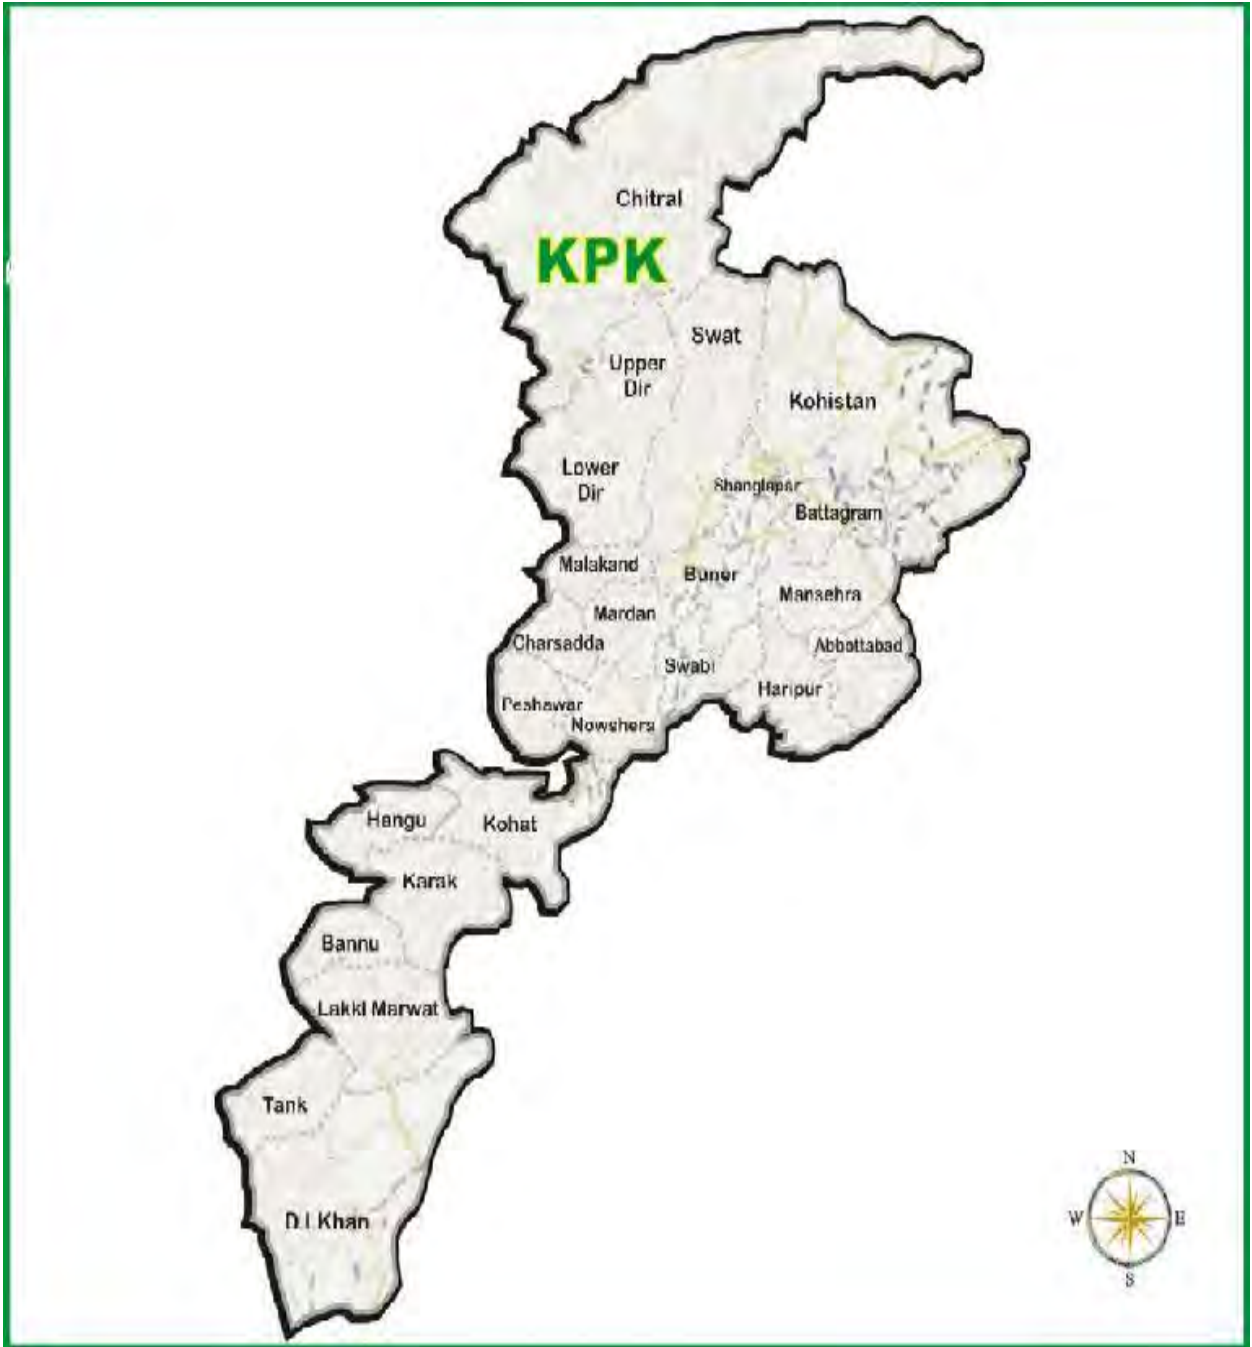 Chitral
KPK
Swat
Upper
Dir
Kohistan
Lower
Dir
Shanglapar
Battagram
Malakand
Buner
Mansehra
Mardan
Charsadda
Abbottabad
Swabi
Haripur
Peshawar
Nowshera
Hangu
Kohat
Karak
Bannu
Lakki Marwat
Tank
D.I.Khan
N
W
E
S